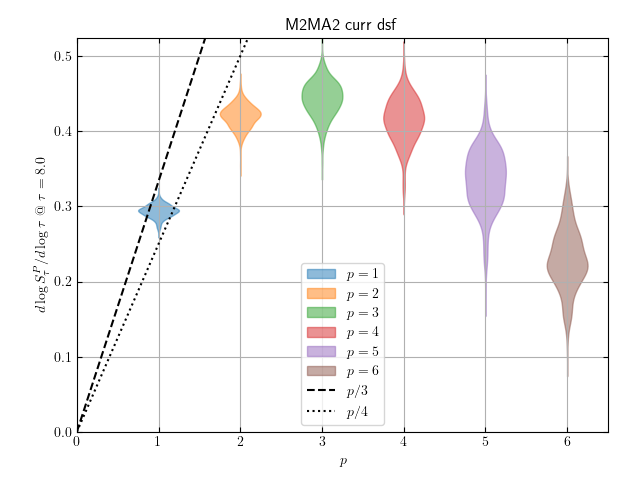 M2MA2 curr dsf
d log S_τ^P / d log τ @ τ = 8.0
0.5
0.4
0.3
0.2
0.1
0.0
p = 1
p = 2
p = 3
p = 4
p = 5
p = 6
p/3
p/4
0 1 2 3 4 5 6
p